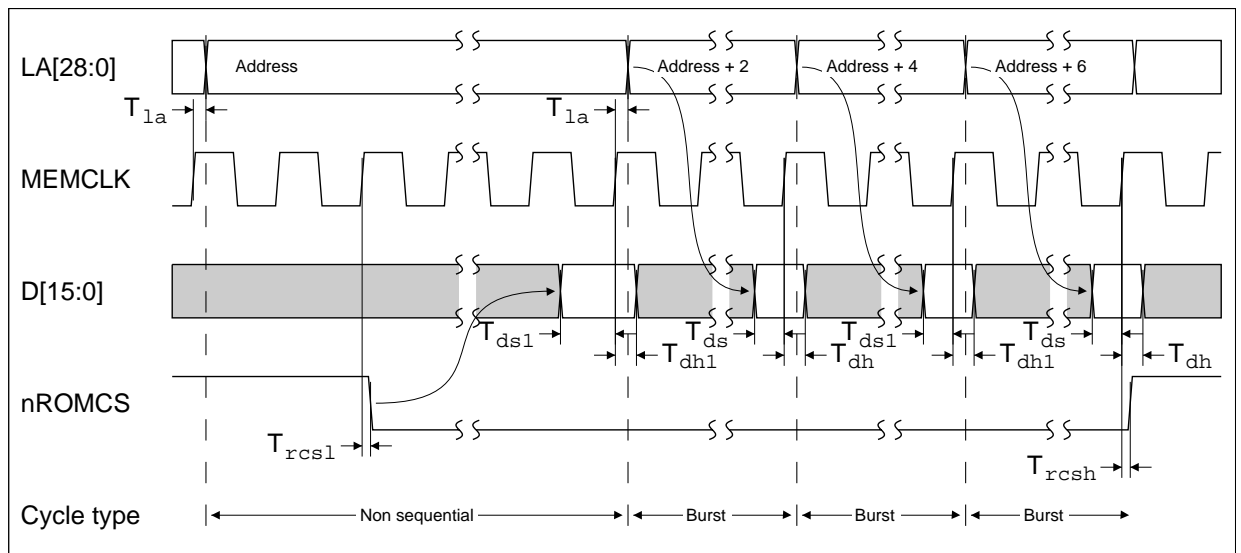 LA[28:0]
Address
Address + 2
Address + 4
Address + 6
Tla
Tla
MEMCLK
D[15:0]
Tds1
Tds
Tds1
Tds
Tdh1
Tdh
Tdh1
Tdh
nROMCS
Trcsl
Trcsh
Cycle type
Non sequential
Burst
Burst
Burst